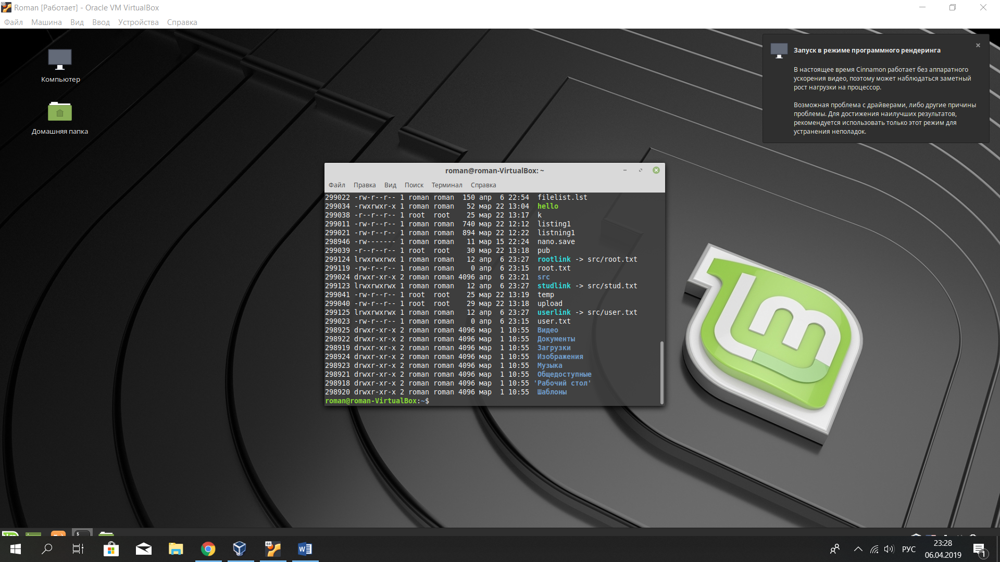 Roman [Работает] - Oracle VM VirtualBox
Файл Машина Вид Ввод Устройства Справка
Компьютер
Домашняя папка
Запуск в режиме программного рендеринга
В настоящее время Cinnamon работает без аппаратного
ускорения видео, поэтому может наблюдаться заметный
рост нагрузки на процессор.
Возможная проблема с драйверами, либо другие причины
проблемы. Для достижения наилучших результатов,
рекомендуется использовать только этот режим для
устранения неполадок.
roman@roman-VirtualBox: ~
Файл Правка Вид Поиск Терминал Справка
299022 -rw-r--r-- 1 roman roman  150 апр  6 22:54  filelist.lst
299034 -rwxrwxr-x 1 roman roman   52 мар 22 13:04  hello
299038 -r--r--r-- 1 root  root    25 мар 22 13:17  k
299011 -rw-r--r-- 1 roman roman  740 мар 22 12:12  listing1
299021 -rw-r--r-- 1 roman roman  894 мар 22 12:22  listning1
298946 -rw------- 1 roman roman   11 мар 15 22:24  nano.save
299039 -r--r--r-- 1 root  root    30 мар 22 13:18  pub
299124 lrwxrwxrwx 1 roman roman   12 апр  6 23:27  rootlink -> src/root.txt
299119 -rw-r--r-- 1 roman roman    0 апр  6 23:15  root.txt
299024 drwxr-xr-x 2 roman roman 4096 апр  6 23:21  src
299123 lrwxrwxrwx 1 roman roman   12 апр  6 23:27  studlink -> src/stud.txt
299041 -rw-r--r-- 1 root  root    25 мар 22 13:19  temp
299040 -rw-r--r-- 1 root  root    29 мар 22 13:18  upload
299125 lrwxrwxrwx 1 roman roman   12 апр  6 23:27  userlink -> src/user.txt
299023 -rw-r--r-- 1 roman roman    0 апр  6 23:15  user.txt
298925 drwxr-xr-x 2 roman roman 4096 мар  1 10:55  Видео
298922 drwxr-xr-x 2 roman roman 4096 мар  1 10:55  Документы
298919 drwxr-xr-x 2 roman roman 4096 мар  1 10:55  Загрузки
298924 drwxr-xr-x 2 roman roman 4096 мар  1 10:55  Изображения
298923 drwxr-xr-x 2 roman roman 4096 мар  1 10:55  Музыка
298921 drwxr-xr-x 2 roman roman 4096 мар  1 10:55  Общедоступные
298918 drwxr-xr-x 2 roman roman 4096 мар  1 10:55 'Рабочий стол'
298920 drwxr-xr-x 2 roman roman 4096 мар  1 10:55  Шаблоны
roman@roman-VirtualBox:~$
64
W
РУС
23:28
06.04.2019
1